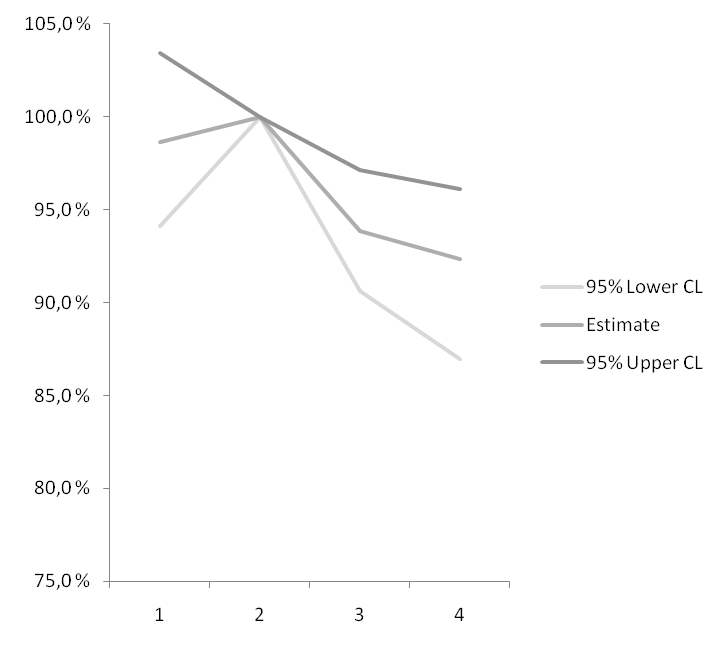 105,0 %
100,0 %
95,0 %
90,0 %
85,0 %
80,0 %
75,0 %
1 2 3 4
95% Lower CL
Estimate
95% Upper CL